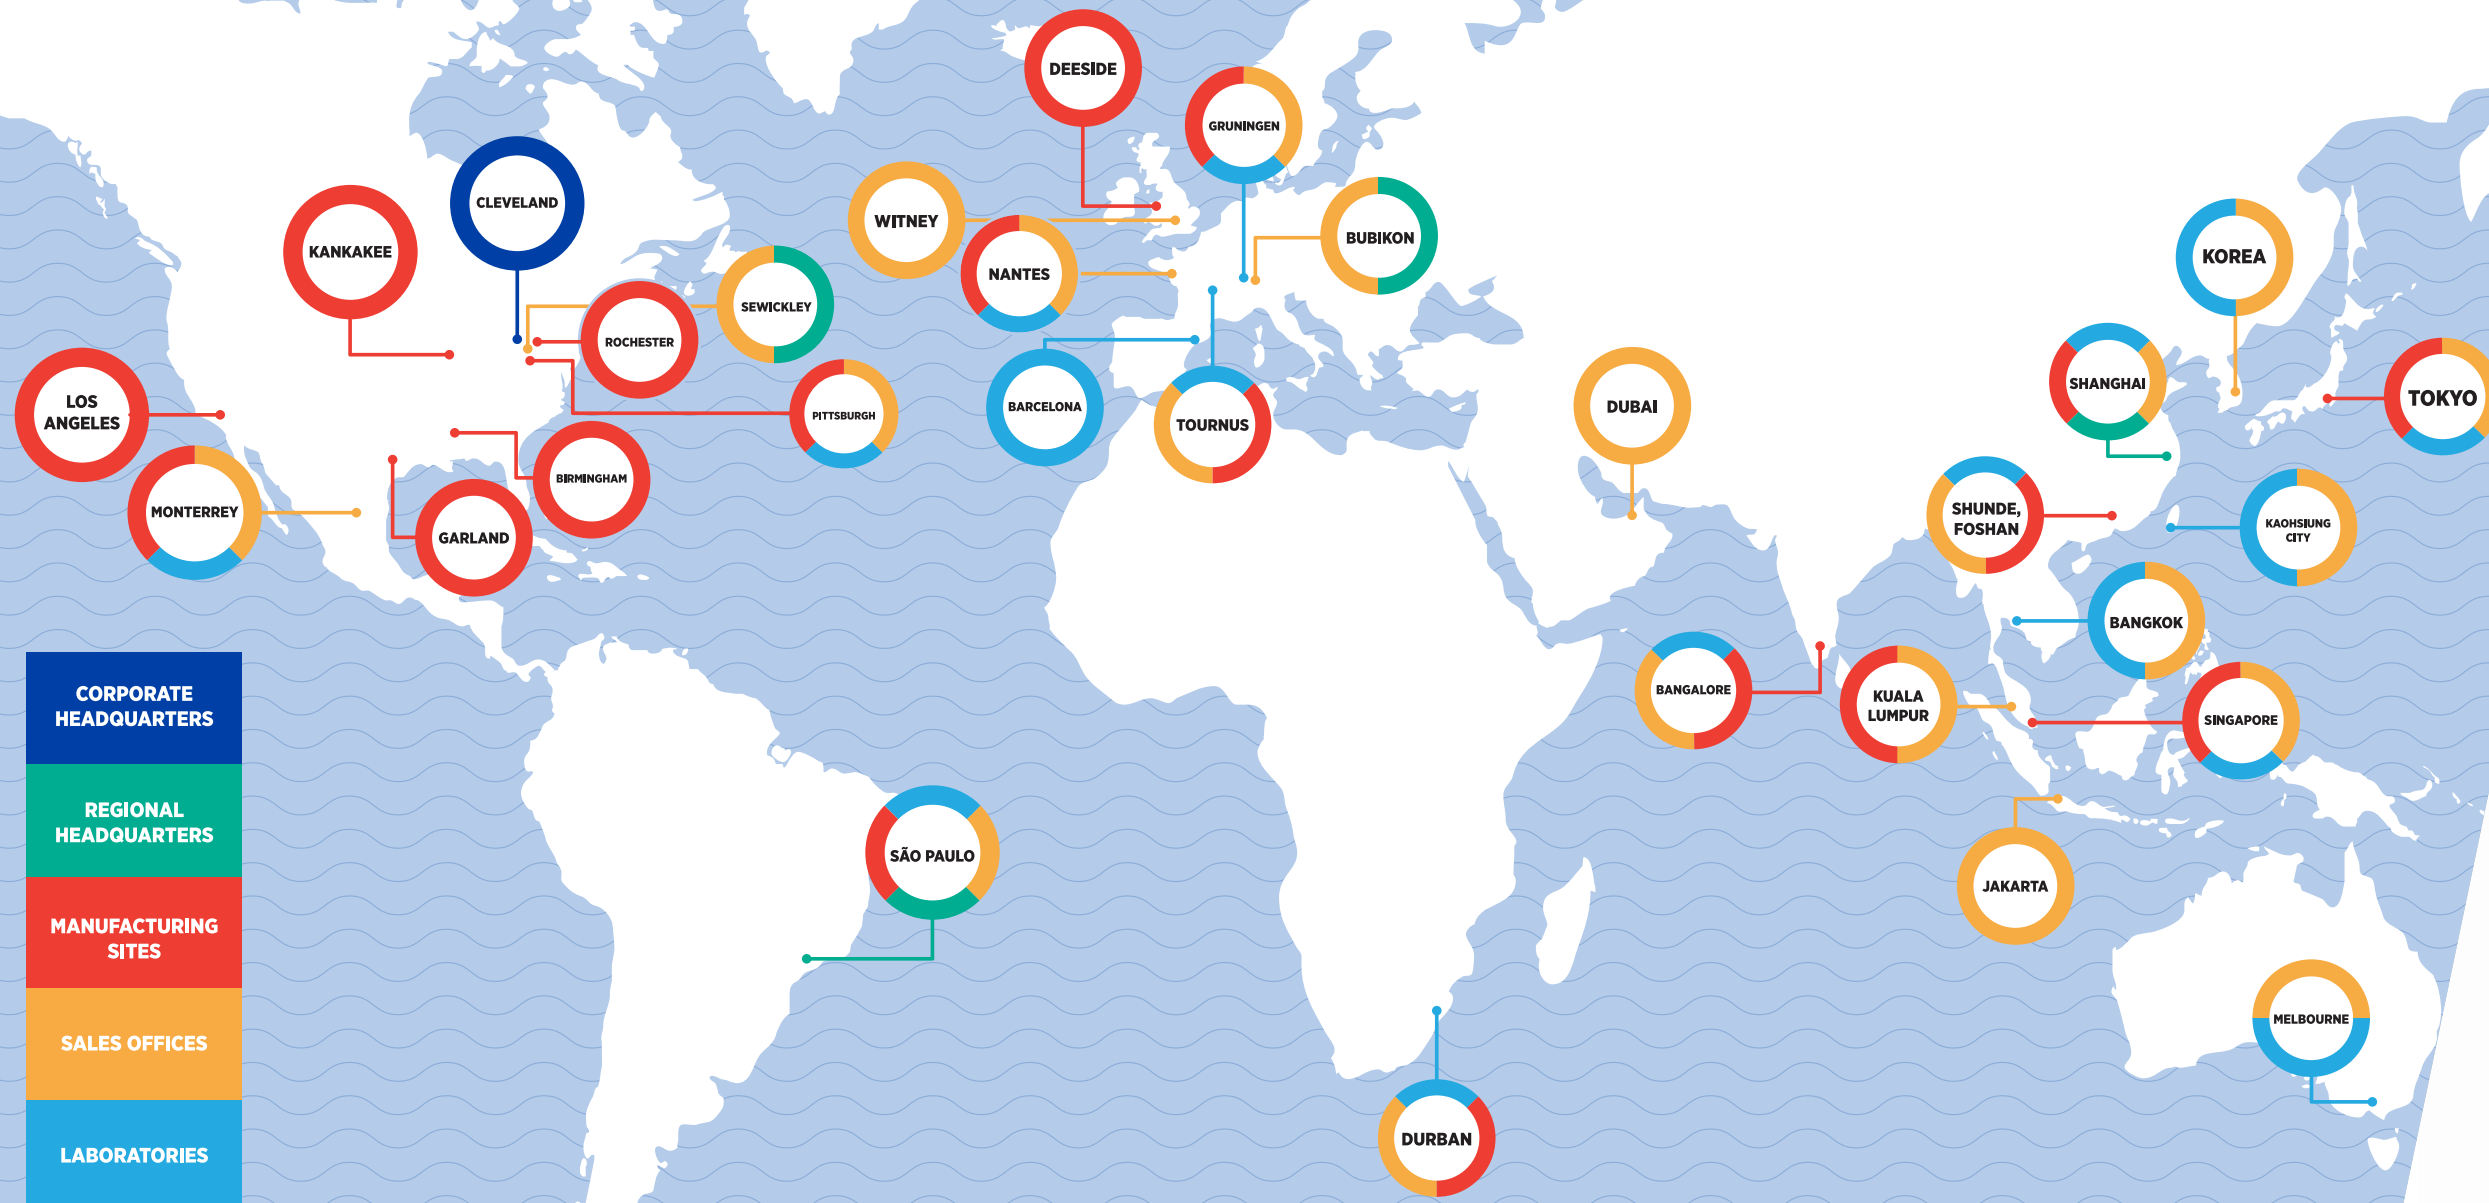 DEESIDE
GRUNINGEN
CLEVELAND
WITNEY
BUBIKON
KANKAKEE
NANTES
KOREA
SEWICKLEY
ROCHESTER
SHANGHAI
TOKYO
LOS
ANGELES
PITTSBURGH
BARCELONA
TOURNUS
DUBAI
BIRMINGHAM
MONTERREY
GARLAND
SHUNDE,
FOSHAN
KAOHSIUNG
CITY
BANGKOK
BANGALORE
KUALA
LUMPUR
SINGAPORE
SÃO PAULO
JAKARTA
MELBOURNE
DURBAN
CORPORATE
HEADQUARTERS
REGIONAL
HEADQUARTERS
MANUFACTURING
SITES
SALES OFFICES
LABORATORIES